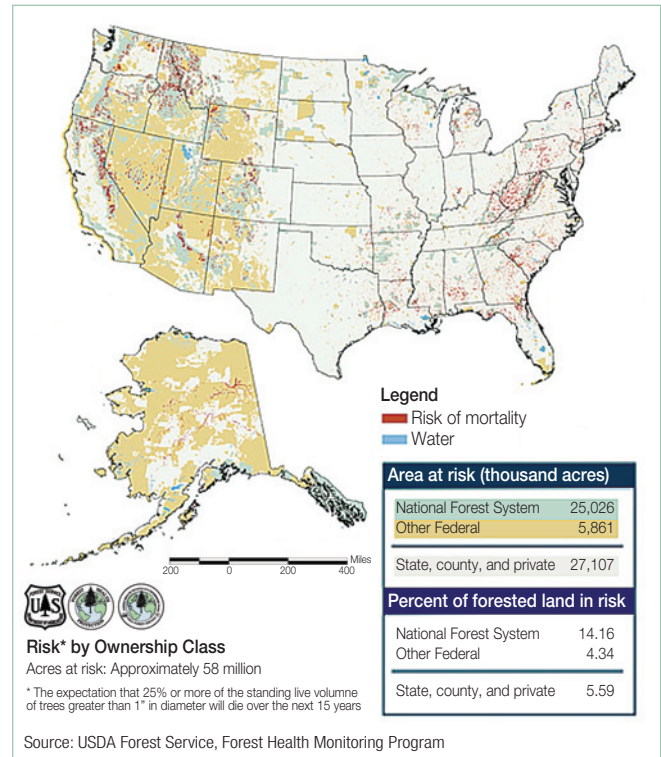 Legend
Risk of mortality
Water
Area at risk (thousand acres)
National Forest System 25,026
Other Federal 5,861
State, county, and private 27,107
Miles
200 0 200 400
Percent of forested land in risk
National Forest System 14.16
Other Federal 4.34
State, county, and private 5.59
U S
Risk* by Ownership Class
Acres at risk: Approximately 58 million
* The expectation that 25% or more of the standing live volumne
of trees greater than 1" in diameter will die over the next 15 years
Source: USDA Forest Service, Forest Health Monitoring Program